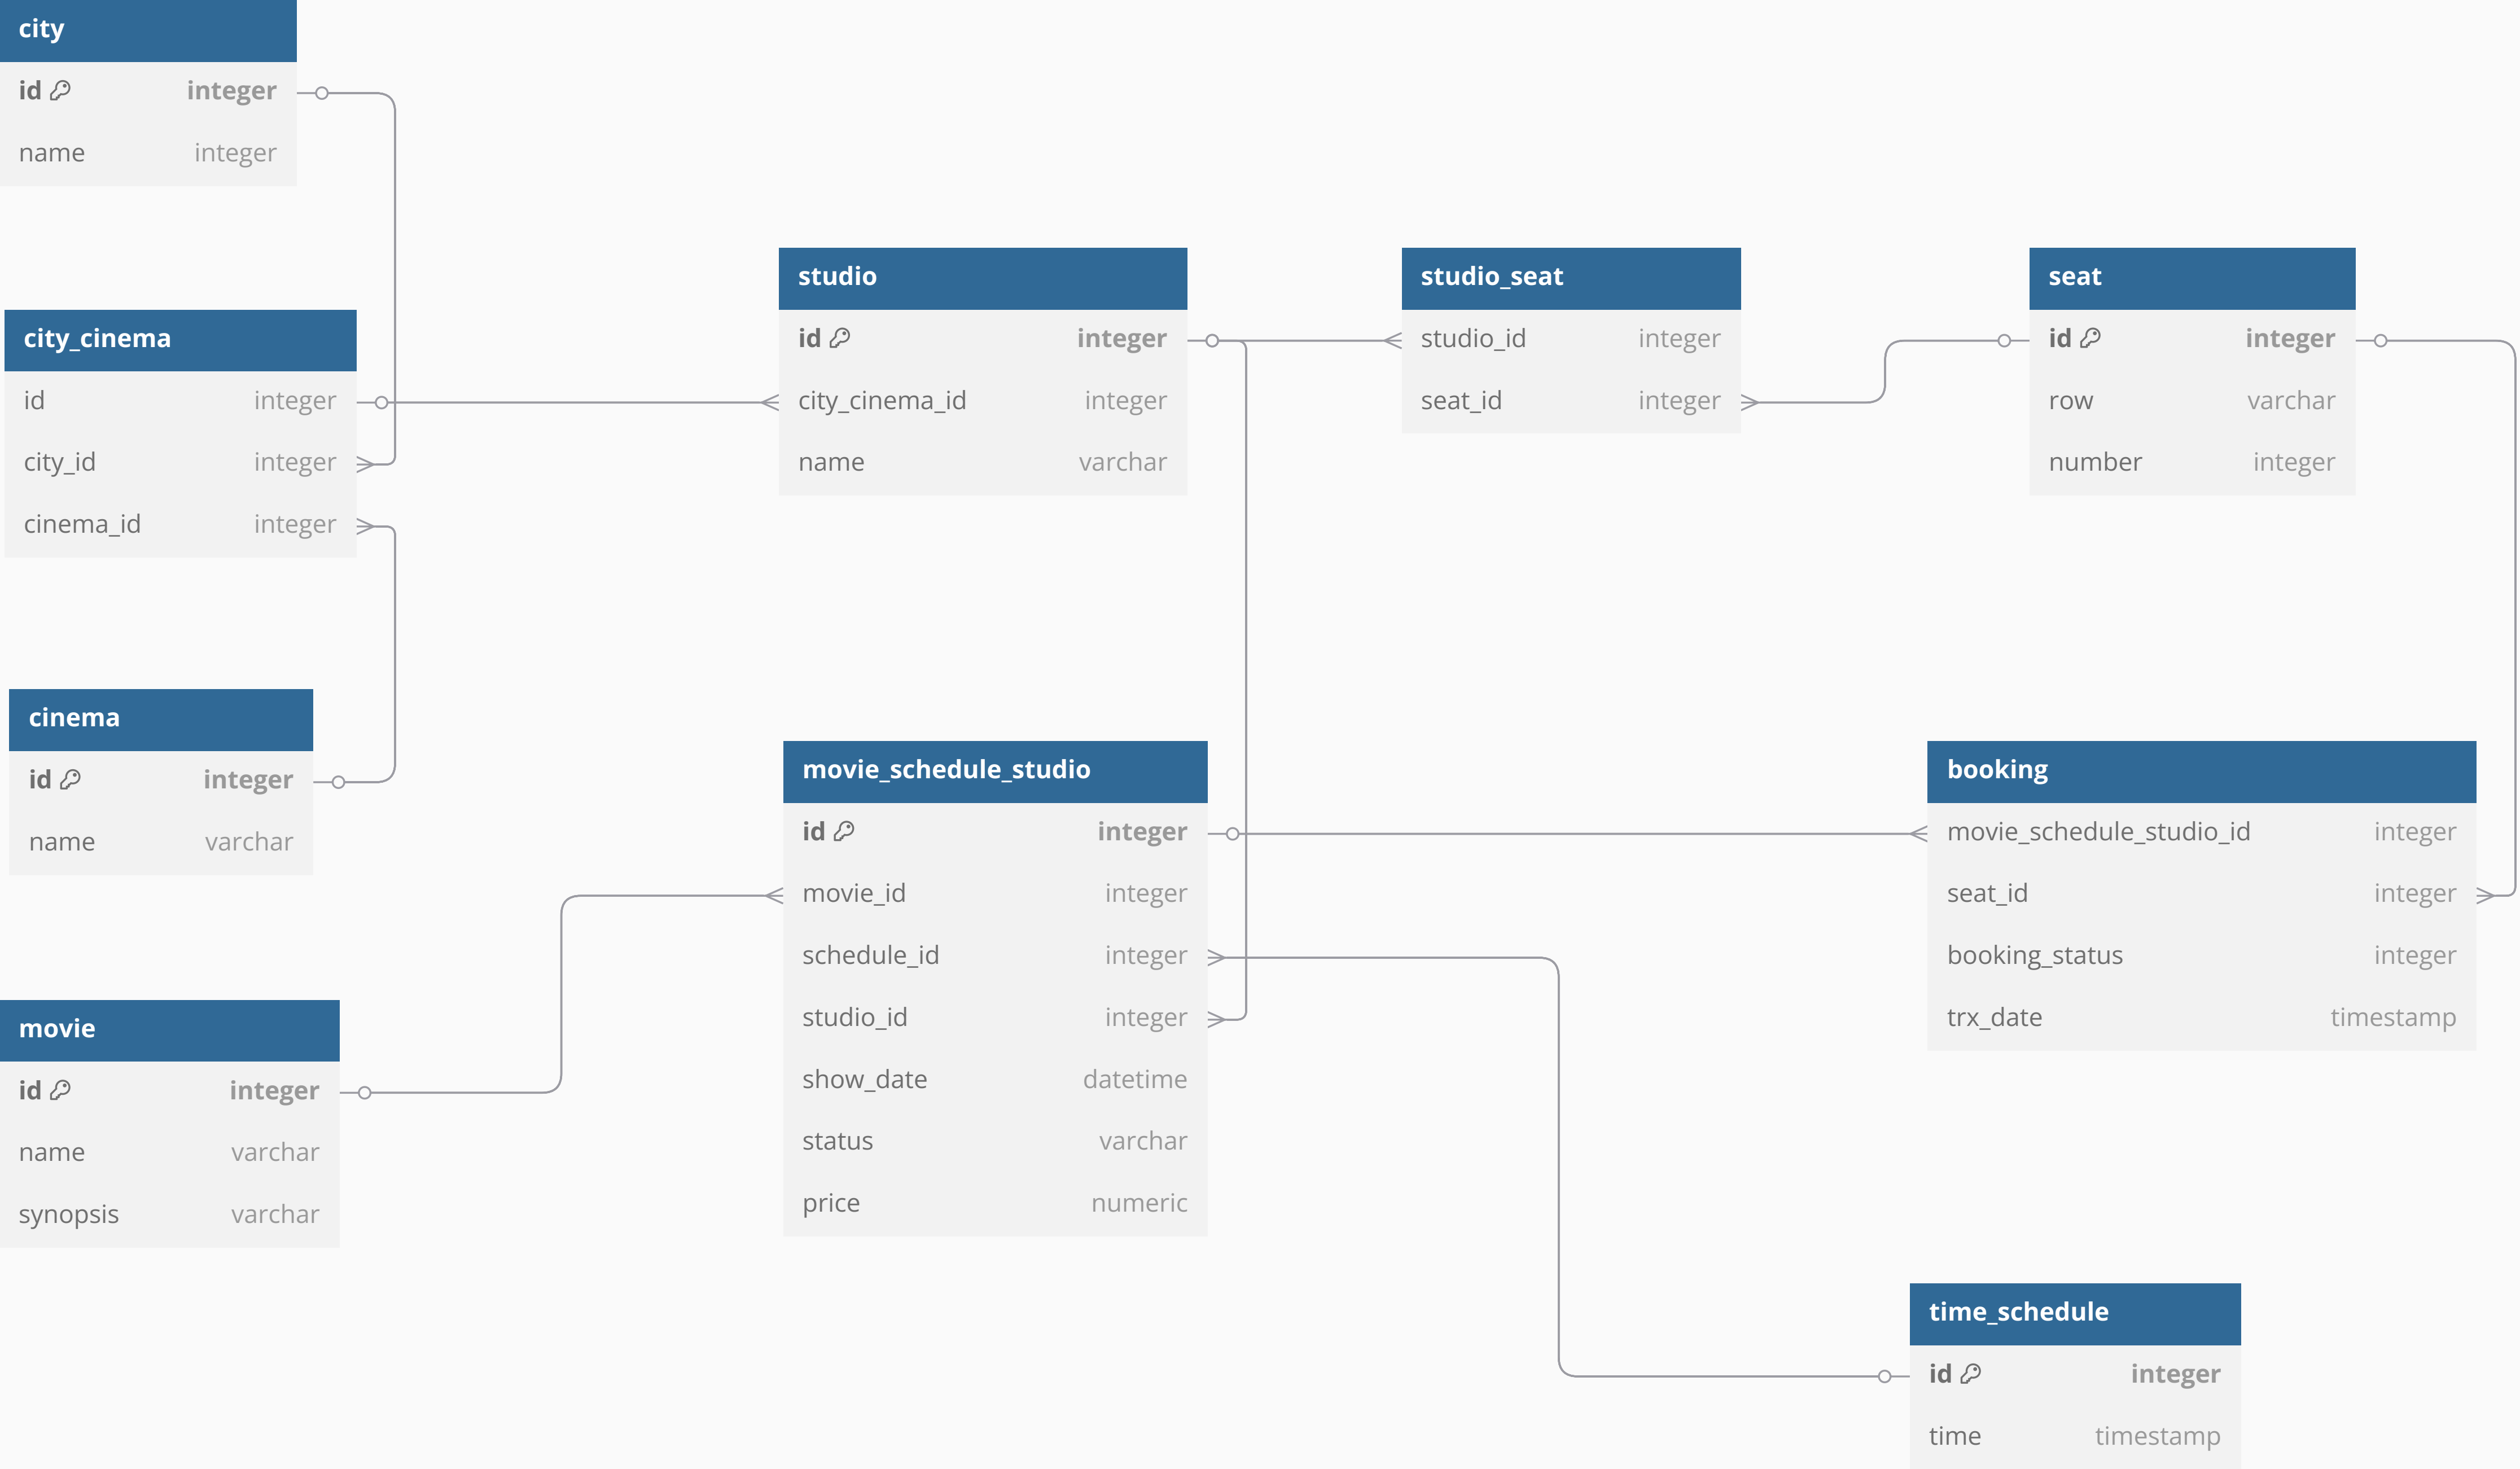 city
id integer
name integer
city_cinema
id integer
city_id integer
cinema_id integer
cinema
id integer
name varchar
movie
id integer
name varchar
synopsis varchar
studio
id integer
city_cinema_id integer
name varchar
movie_schedule_studio
id integer
movie_id integer
schedule_id integer
studio_id integer
show_date datetime
status varchar
price numeric
studio_seat
studio_id integer
seat_id integer
seat
id integer
row varchar
number integer
booking
movie_schedule_studio_id integer
seat_id integer
booking_status integer
trx_date timestamp
time_schedule
id integer
time timestamp